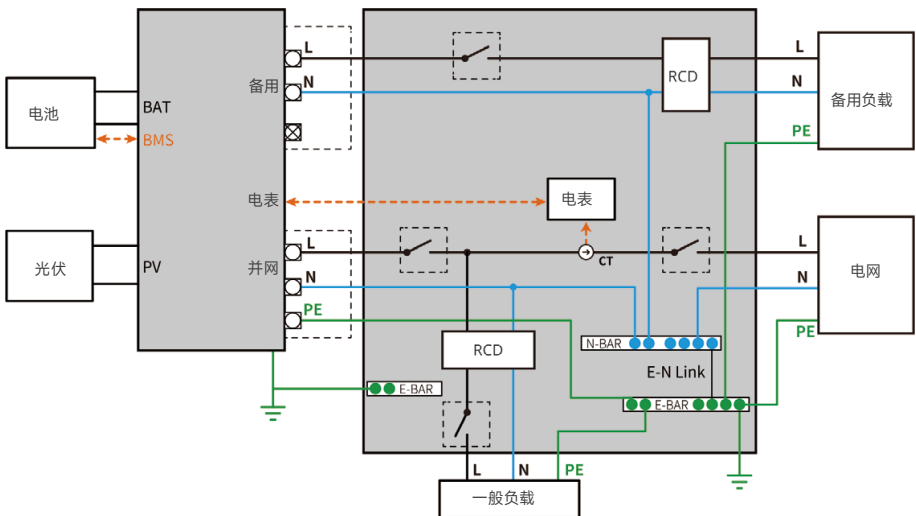 L
N
备用
RCD
L
N
PE
备用负载
电池
BAT
BMS
电表
电表
光伏
PV
并网
L
N
PE
CT
L
N
PE
电网
RCD
N-BAR
E-N Link
E-BAR
E-BAR
L
N
PE
一般负载